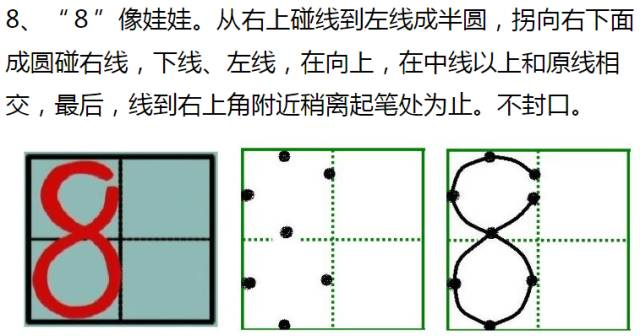 8、“8”像娃娃。从右上碰线到左线成半圆，拐向右下面
成圆碰右线，下线、左线，在向上，在中线以上和原线相
交，最后，线到右上角附近稍离起笔处为止。不封口。
8
8